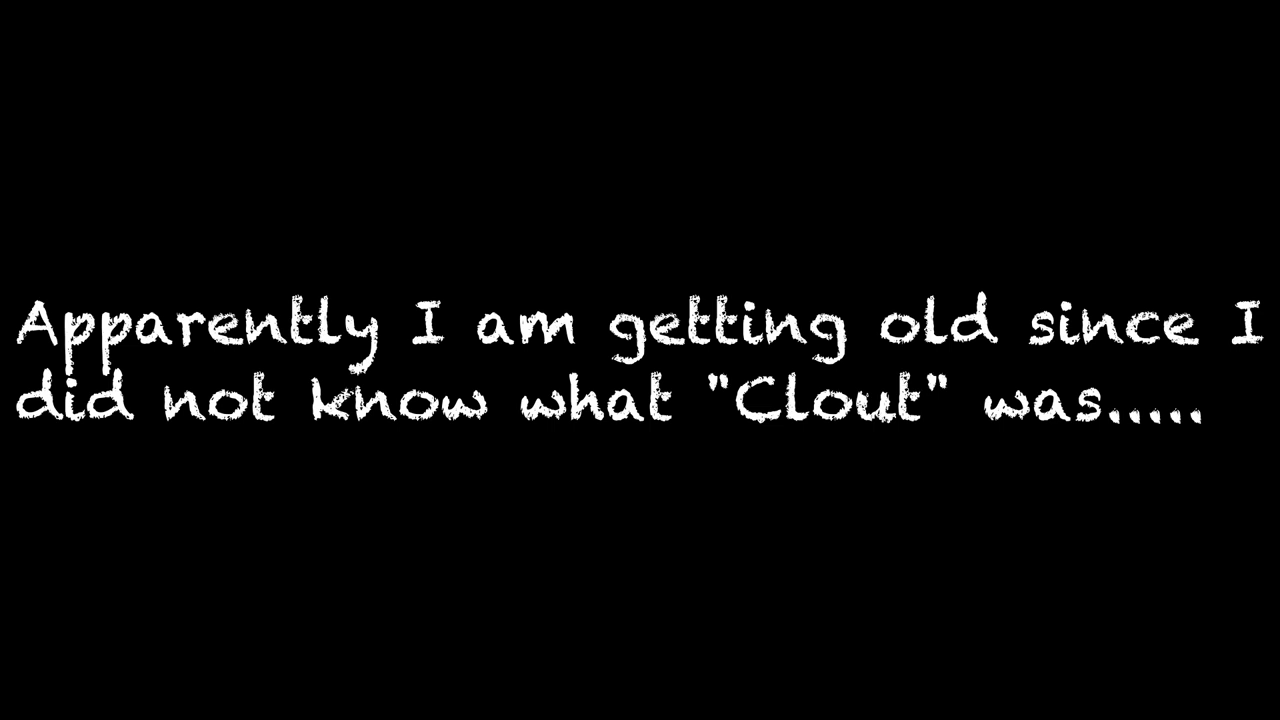 Apparently I am getting old since I
did not know what "Clout" was.....